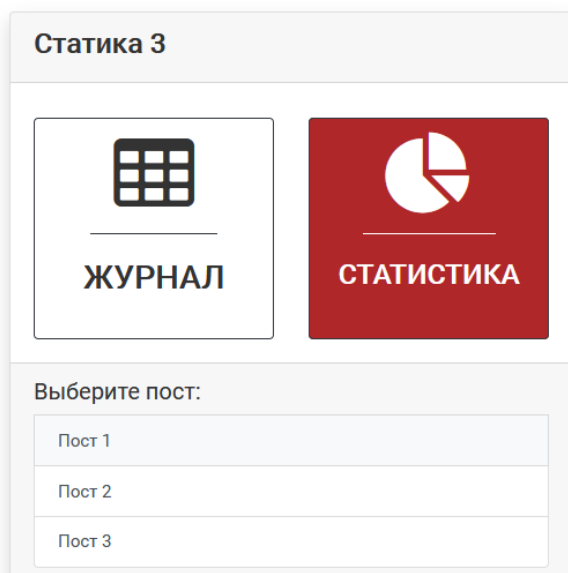 Статика 3
ЖУРНАЛ
СТАТИСТИКА
Выберите пост:
Пост 1
Пост 2
Пост 3